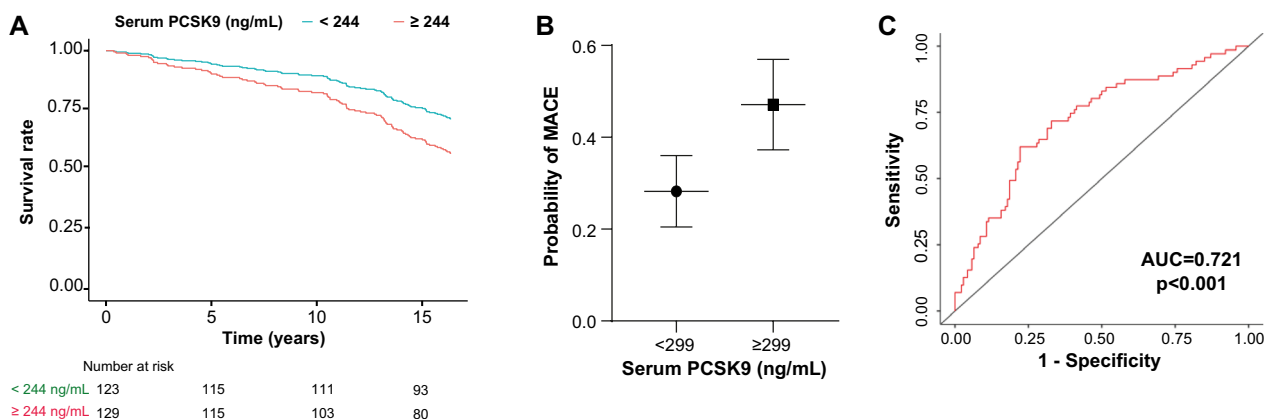 A
Serum PCSK9 (ng/mL) < 244 ≥ 244
1.00
0.75
0.50
0.25
0.00
Survival rate
0 5 10 15
Time (years)
Number at risk
< 244 ng/mL 123 115 111 93
≥ 244 ng/mL 129 115 103 80
B
0.6
0.4
0.2
0.0
Probability of MACE
<299 ≥299
Serum PCSK9 (ng/mL)
C
1.00
0.75
0.50
0.25
0.00
Sensitivity
AUC=0.721
p<0.001
0.00 0.25 0.50 0.75 1.00
1 - Specificity